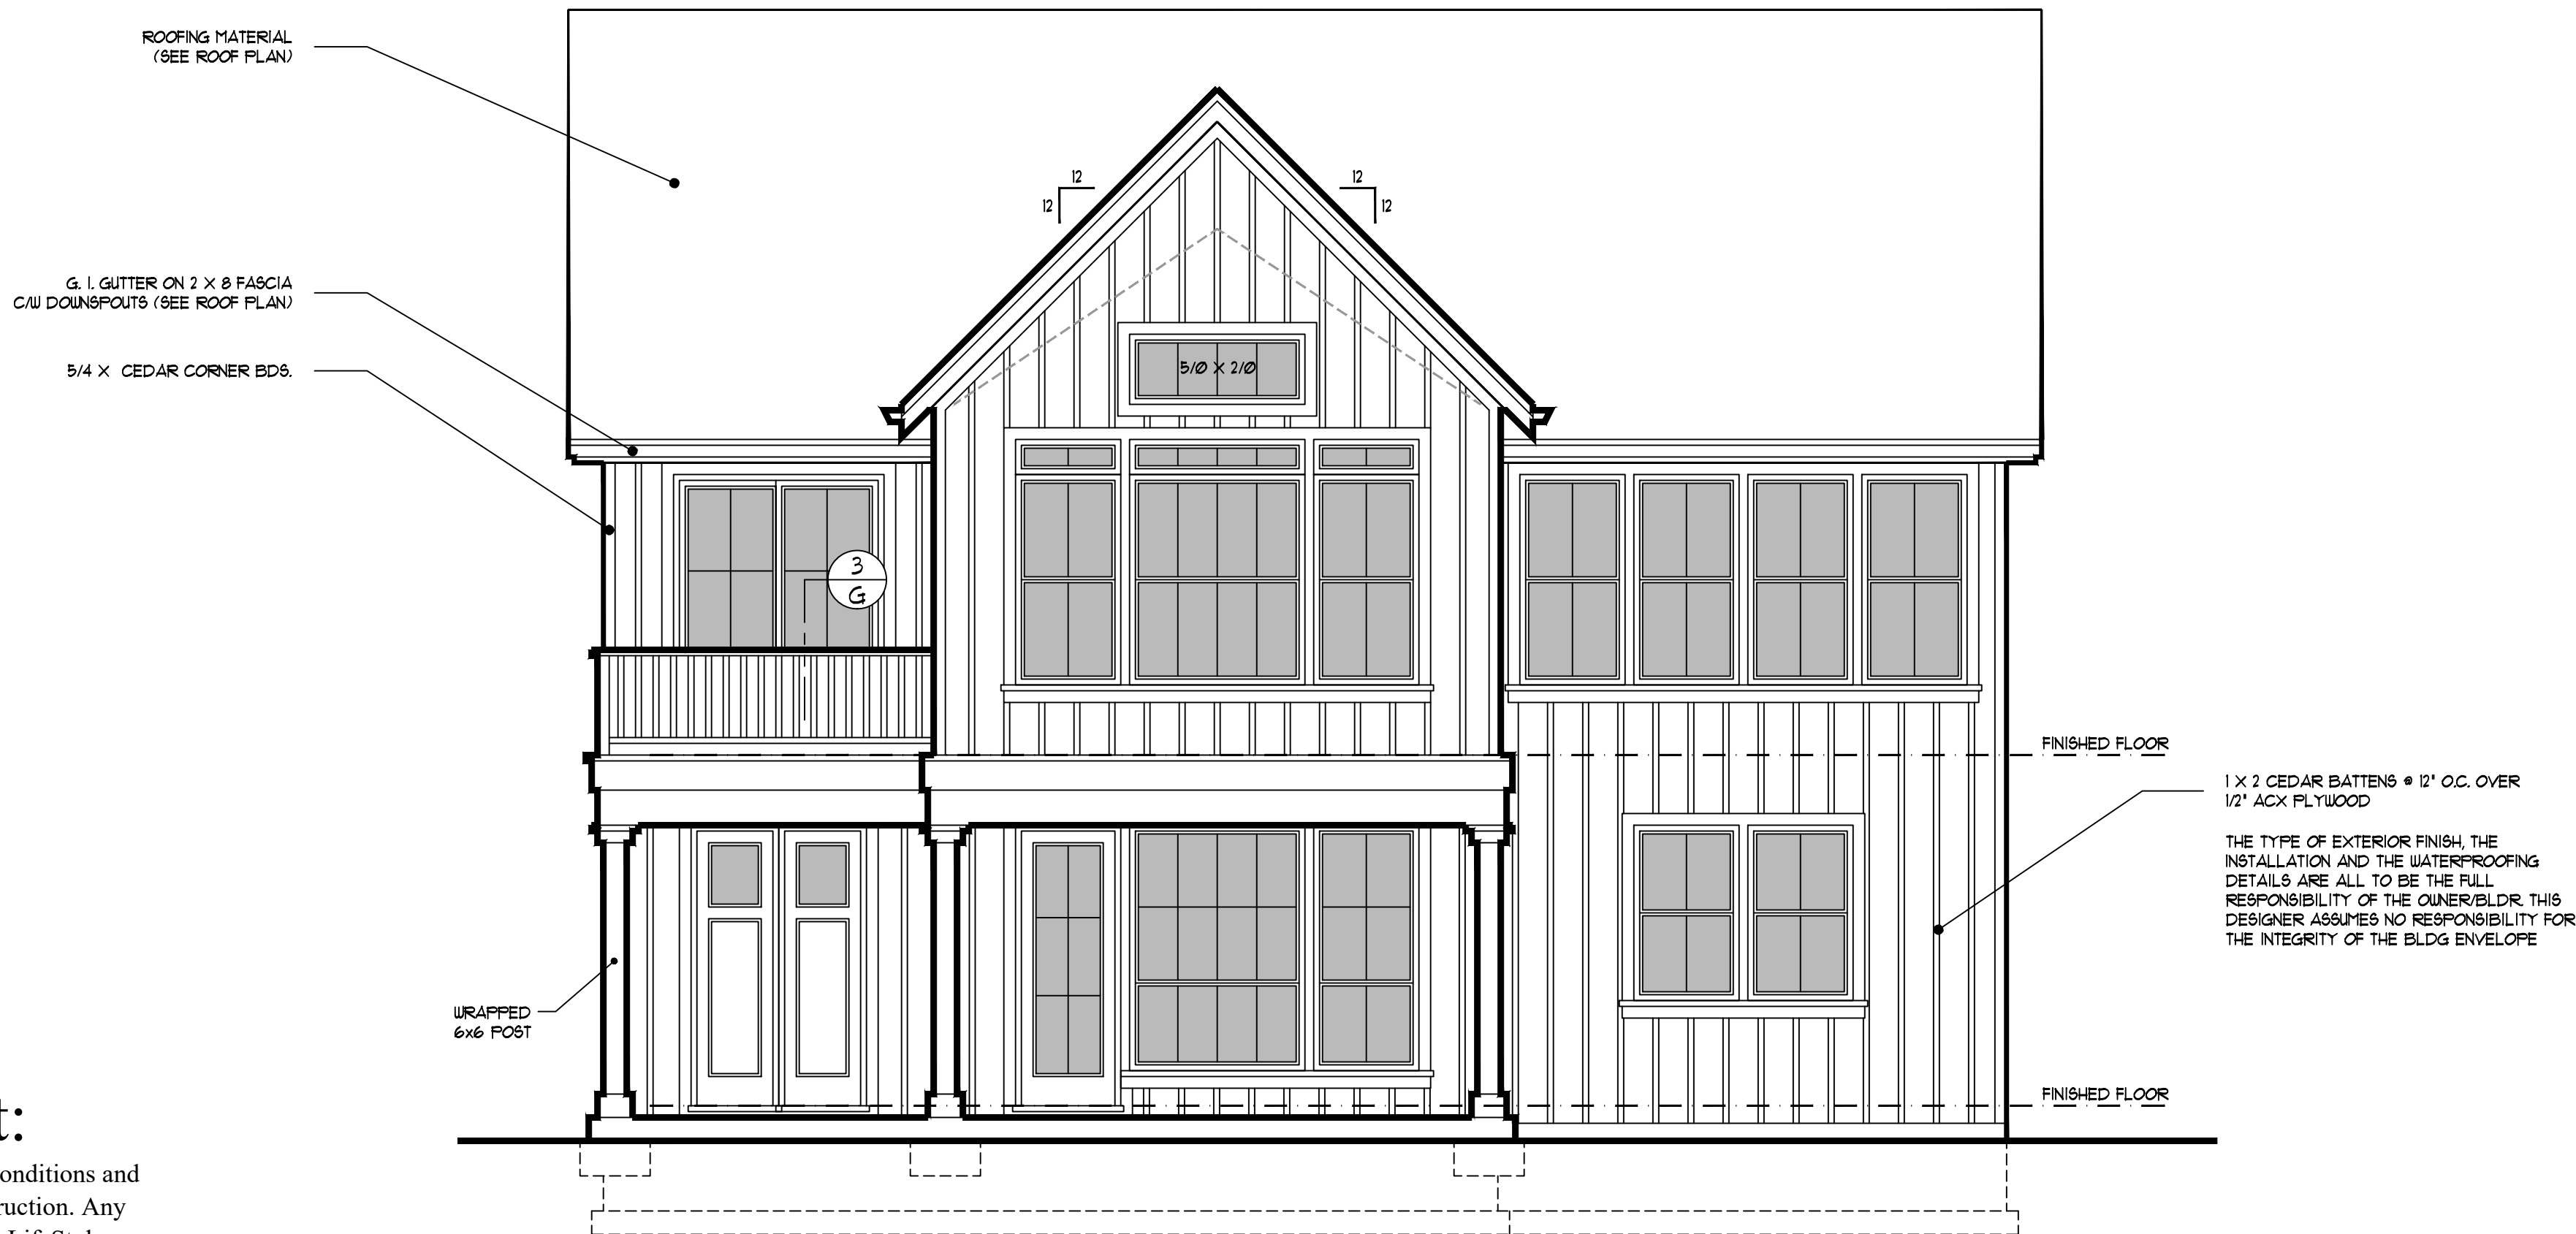 ROOFING MATERIAL
(SEE ROOF PLAN)
12
12
12
12
G. I. GUTTER ON 2 X 8 FASCIA
C/W DOWNSPOUTS (SEE ROOF PLAN)
5/4 X  CEDAR CORNER BDS.
5/0 X 2/0
3
G
FINISHED FLOOR
1 X 2 CEDAR BATTENS @ 12" O.C. OVER
1/2" ACX PLYWOOD
THE TYPE OF EXTERIOR FINISH, THE
INSTALLATION AND THE WATERPROOFING
DETAILS ARE ALL TO BE THE FULL
RESPONSIBILITY OF THE OWNER/BLDR. THIS
DESIGNER ASSUMES NO RESPONSIBILITY FOR
THE INTEGRITY OF THE BLDG ENVELOPE
WRAPPED
6x6 POST
FINISHED FLOOR
t:
onditions and
ruction. Any